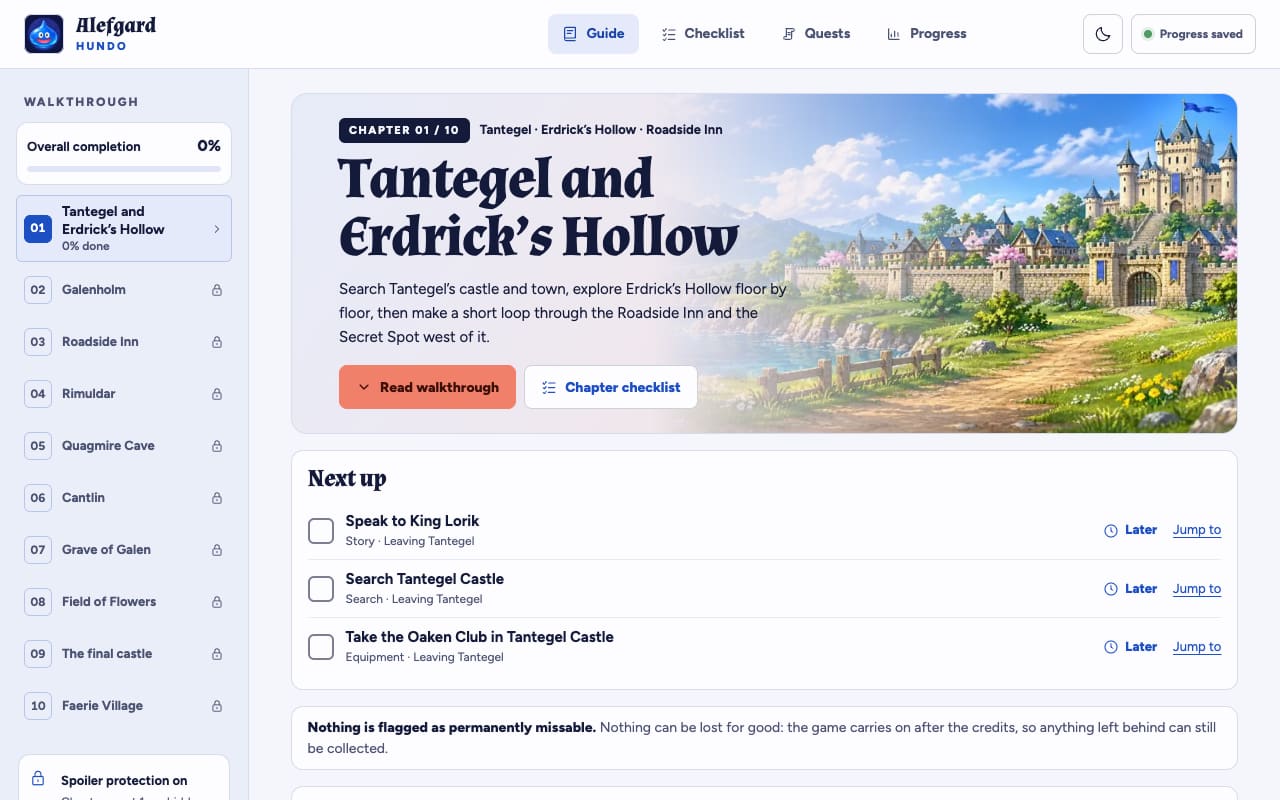 Alefgard
HUNDO
Guide
Checklist
Quests
Progress
Progress saved
WALKTHROUGH
Overall completion 0%
01
Tantegel and
Erdrick's Hollow
0% done
02 Galenholm
03 Roadside Inn
04 Rimuldar
05 Quagmire Cave
06 Cantlin
07 Grave of Galen
08 Field of Flowers
09 The final castle
10 Faerie Village
Spoiler protection on
CHAPTER 01 / 10 Tantegel · Erdrick’s Hollow · Roadside Inn
Tantegel and
Erdrick’s Hollow
Search Tantegel’s castle and town, explore Erdrick’s Hollow floor by
floor, then make a short loop through the Roadside Inn and the
Secret Spot west of it.
Read walkthrough
Chapter checklist
Next up
Speak to King Lorik
Story · Leaving Tantegel
Later Jump to
Search Tantegel Castle
Search · Leaving Tantegel
Later Jump to
Take the Oaken Club in Tantegel Castle
Equipment · Leaving Tantegel
Later Jump to
Nothing is flagged as permanently missable. Nothing can be lost for good: the game carries on after the credits, so anything left behind can still
be collected.